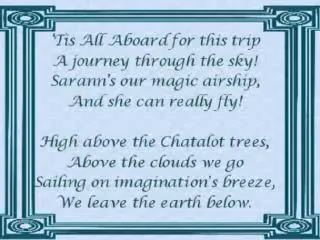 'Tis All Aboard for this trip
A journey through the sky!
Sarann's our magic airship,
And she can really fly!
High above the Chatalot trees,
Above the clouds we go
Sailing on imagination's breeze,
We leave the earth below.